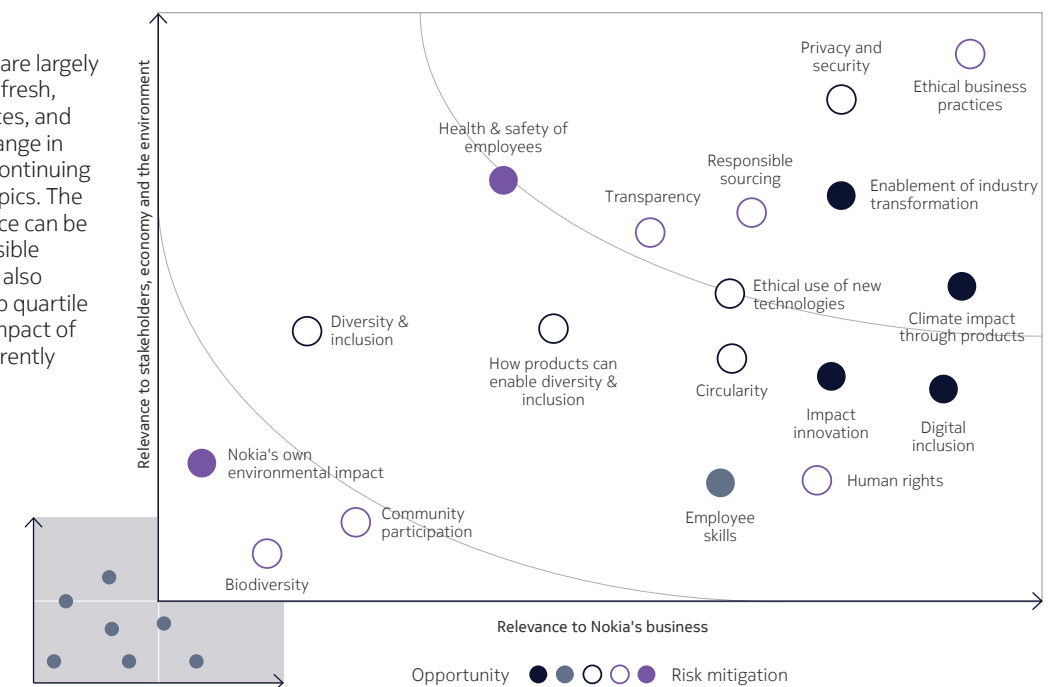 are largely
fresh,
ces, and
ange in
ontinuing
pics. The
ce can be
sible
also
p quartile
mpact of
rently
Relevance to stakeholders, economy and the environment
Privacy and
security
Ethical business
practices
Health & safety of
employees
Responsible
sourcing
Transparency
Enablement of industry
transformation
Ethical use of new
technologies
Climate impact
through products
Diversity &
inclusion
How products can
enable diversity &
inclusion
Circularity
Impact
innovation
Digital
inclusion
Nokia's own
environmental impact
Human rights
Community
participation
Employee
skills
Biodiversity
Relevance to Nokia's business
Opportunity
Risk mitigation